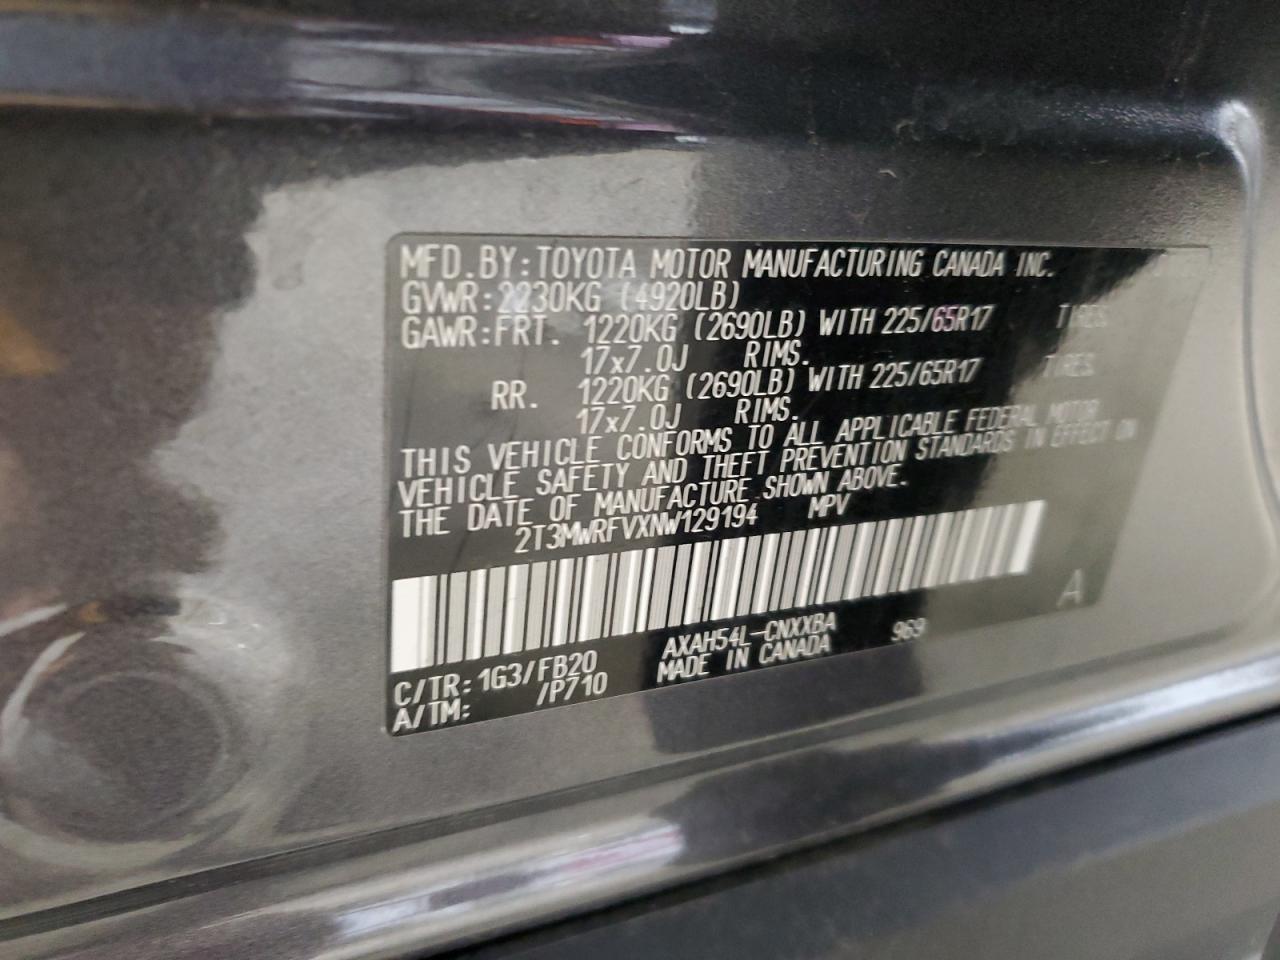 MFD.BY:TOYOTA MOTOR MANUFACTURING CANADA INC.
GVWR:2230KG (4920LB)
GAWR:FRT. 1220KG (2690LB) WITH 225/65R17 TIRES
17x7.0J RIMS.
RR. 1220KG (2690LB) WITH 225/65R17 TIRES
17x7.0J RIMS.
THIS VEHICLE CONFORMS TO ALL APPLICABLE FEDERAL MOTOR
VEHICLE SAFETY AND THEFT PREVENTION STANDARDS IN EFFECT ON
THE DATE OF MANUFACTURE SHOWN ABOVE.
2T3MWRFVXNW129194 MPV
A
C/TR:1G3/FB20 AXAH54L-CNXXBA 969
A/TM: /P710 MADE IN CANADA